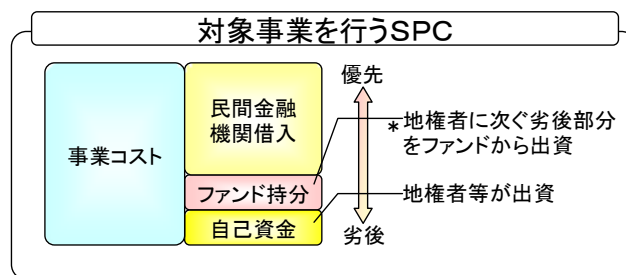 対象事業を行うSPC
事業コスト
民間金融
機関借入
ファンド持分
自己資金
優先
劣後
*地権者に次ぐ劣後部分
をファンドから出資
地権者等が出資